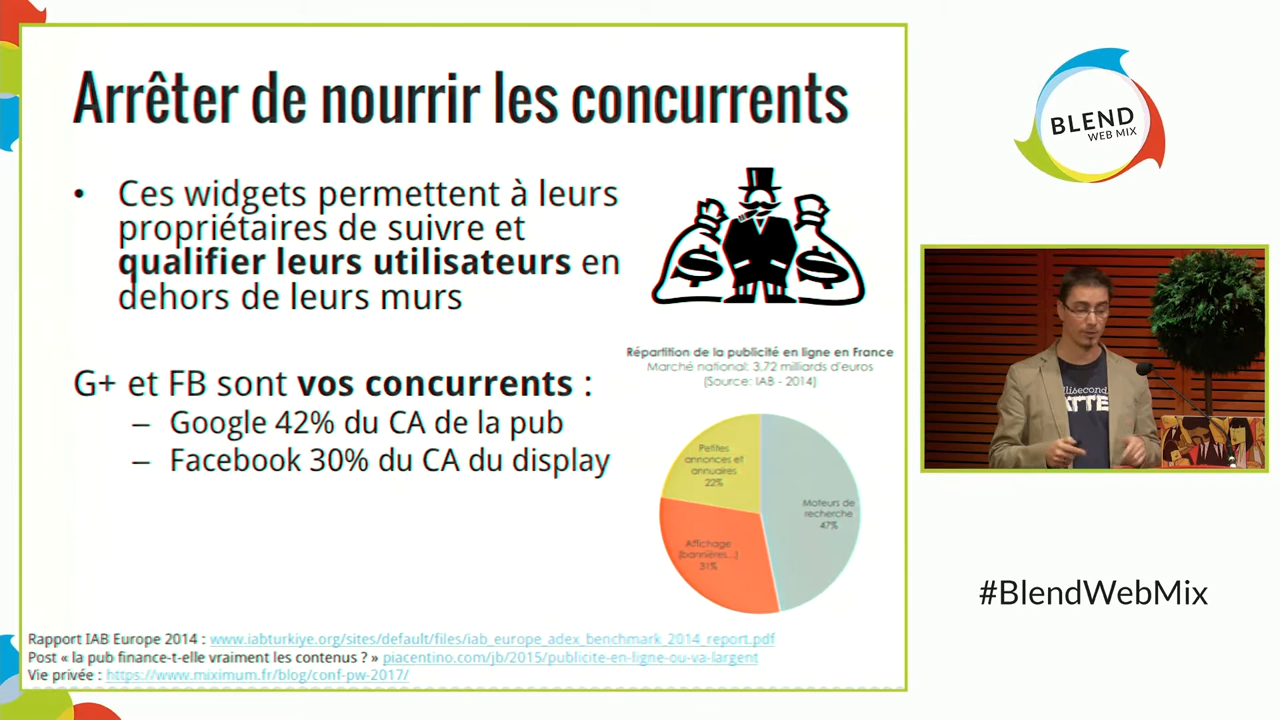 Arrêter de nourrir les concurrents
• Ces widgets permettent à leurs
propriétaires de suivre et
qualifier leurs utilisateurs en
dehors de leurs murs
G+ et FB sont vos concurrents :
– Google 42% du CA de la pub
– Facebook 30% du CA du display
$ $
Répartition de la publicité en ligne en France
Marché national: 3.72 milliards d'euros
(Source: IAB - 2014)
Petites
annonces et
annuaires
22%
Moteurs de
recherche
47%
Affichage
(bannières...)
31%
Rapport IAB Europe 2014 : www.iabturkiye.org/sites/default/files/iab_europe_adex_benchmark_2014_report.pdf
Post « la pub finance-t-elle vraiment les contenus ? » piacentino.com/jb/2015/publicite-en-ligne-ou-va-largent
Vie privée : https://www.miximum.fr/blog/conf-pw-2017/
BLEND
WEB MIX
#BlendWebMix